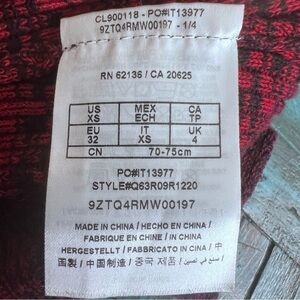 CL900118 - PO#IT13977
9ZTQ4RMW00197 - 1/4
RN 62136 / CA 20625
US MEX CA
XS ECH TP
EU IT UK
32 XS 4
CN 70-75cm
PO#IT13977
STYLE#Q63R09R1220
9ZTQ4RMW00197
MADE IN CHINA / HECHO EN CHINA /
FABRIQUE EN CHINE / IN CHINA
HERGESTELLT / FABRICADO IN CHINA / 中
国製 / 中国制造 / 중국 제품 / صنع في الصين